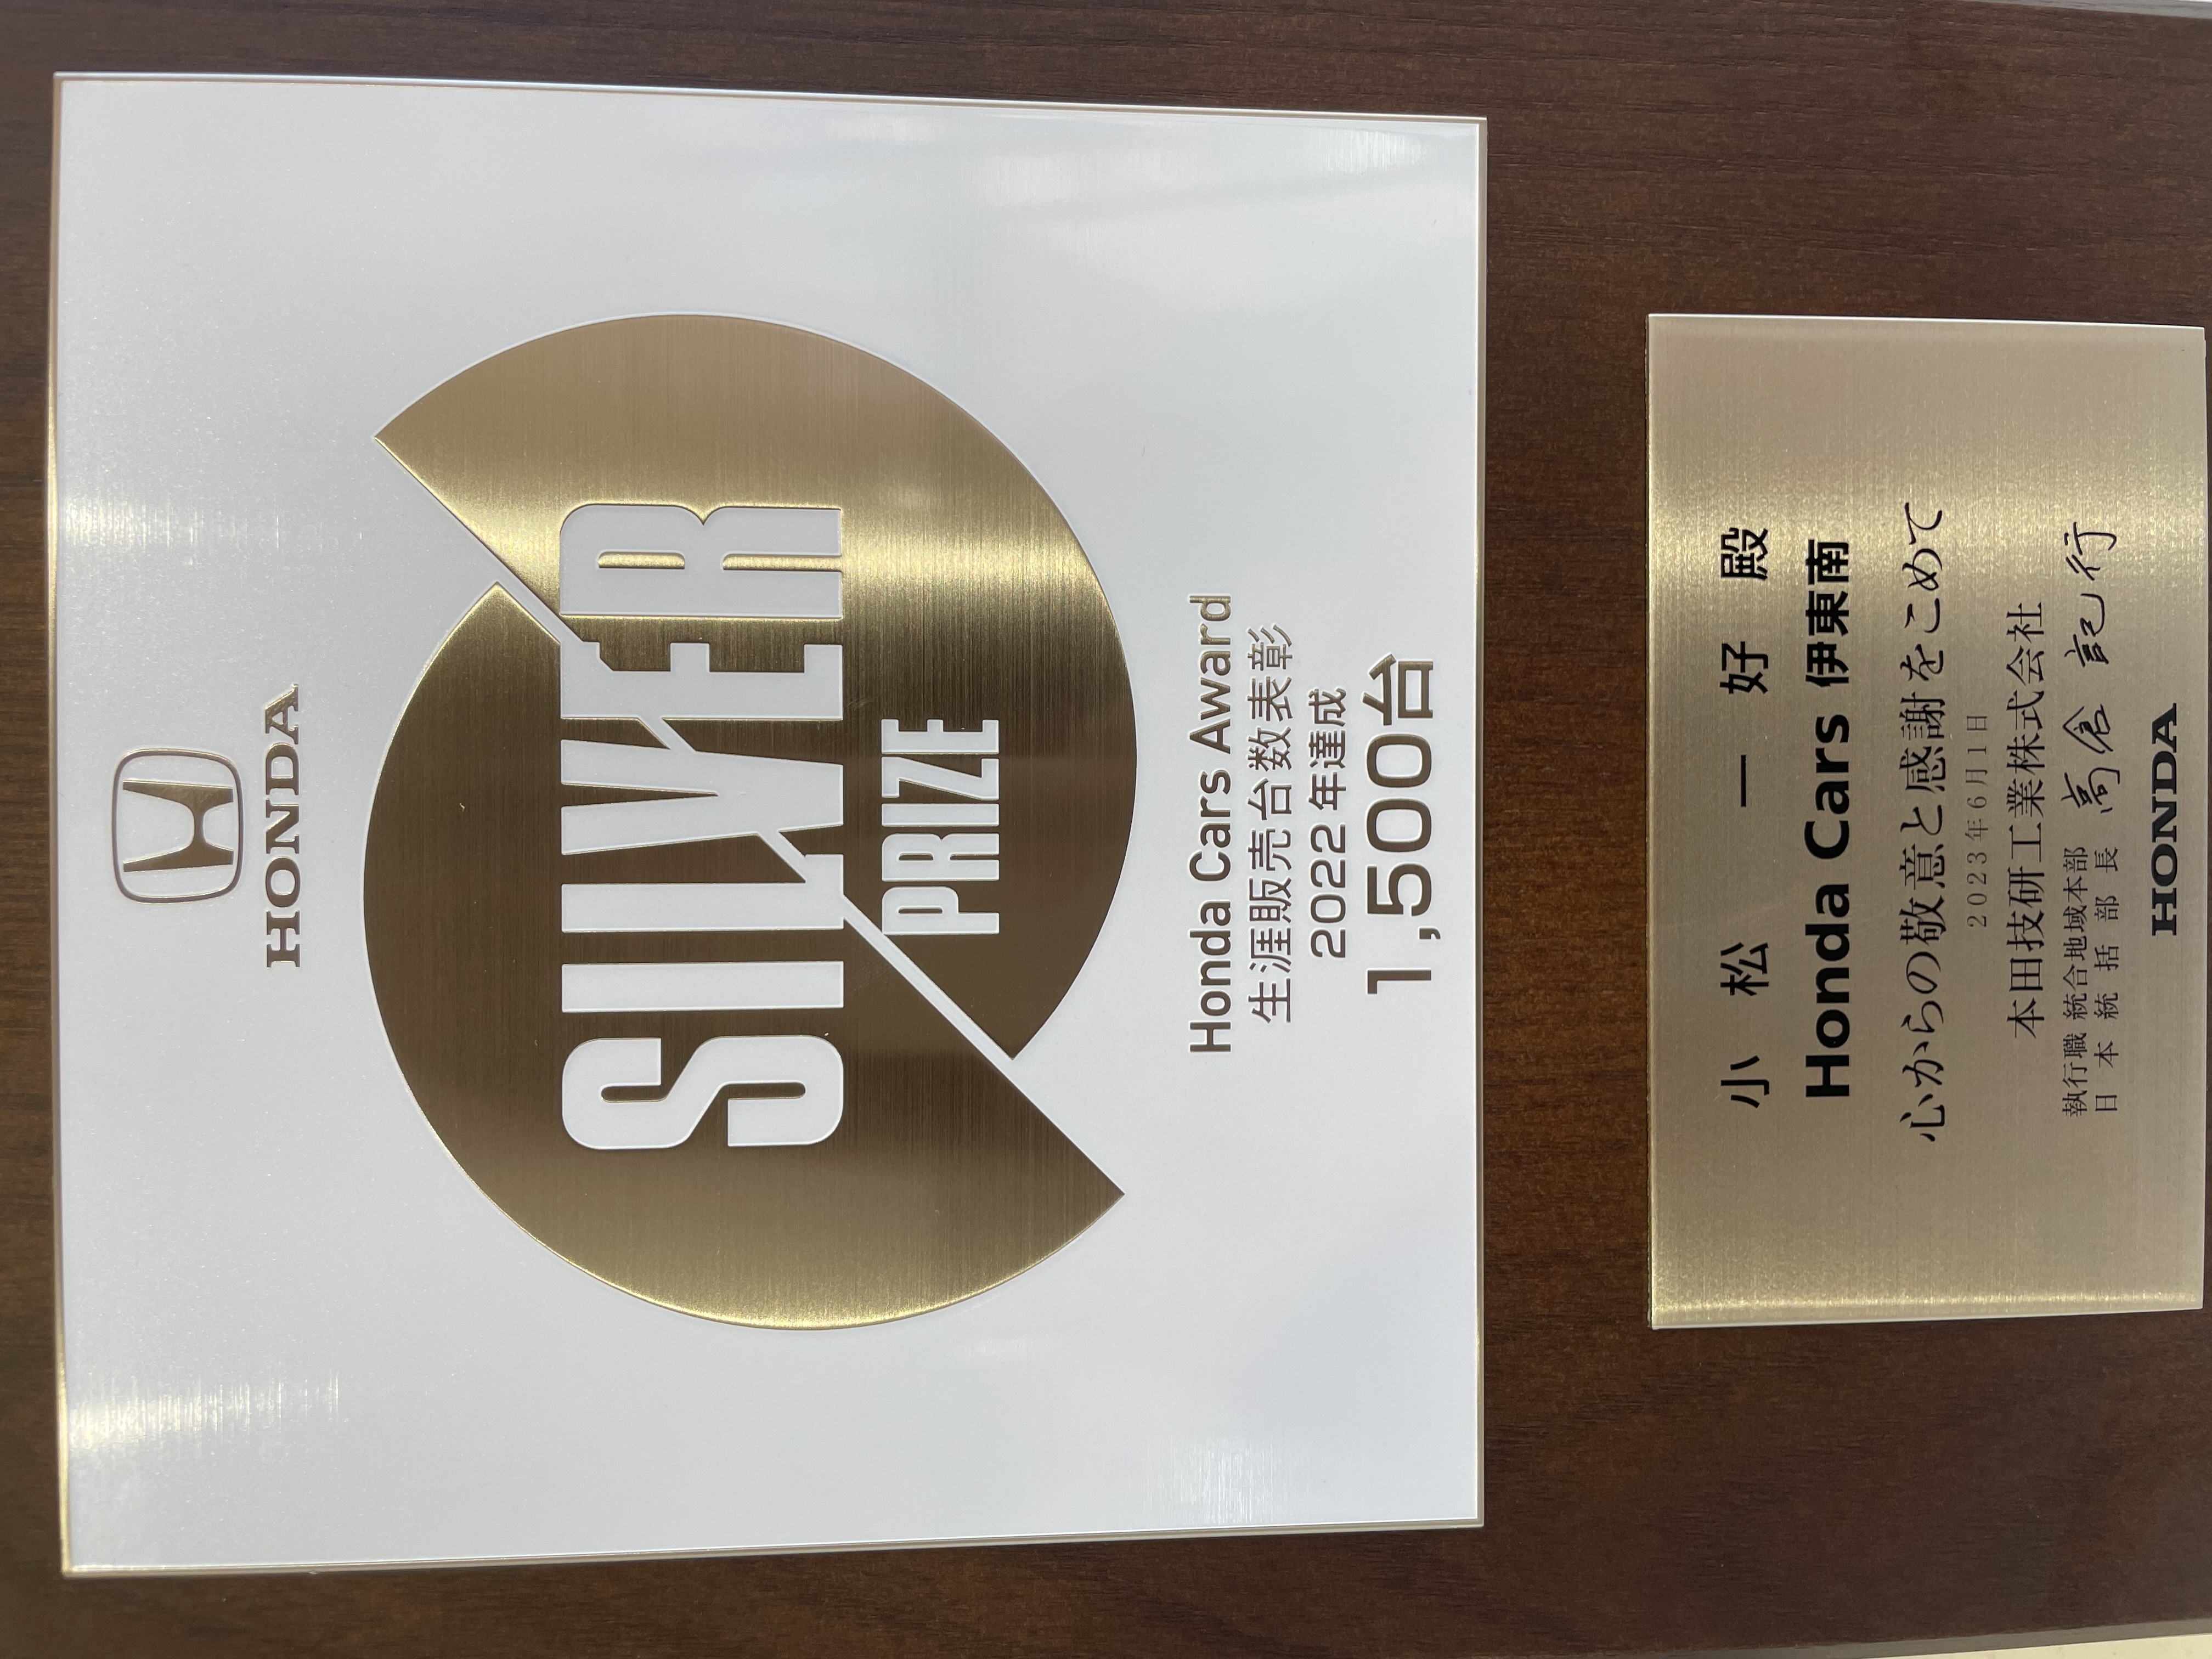 HONDA
SILVER
PRIZE
Honda Cars Award
生涯販売台数表彰
2022年達成
1,500台
小松一好 殿
Honda Cars 伊東南
心からの敬意と感謝をこめて
2023年6月1日
本田技研工業株式会社
執行職 統合地域本部
日本統括部長 高倉記行
HONDA